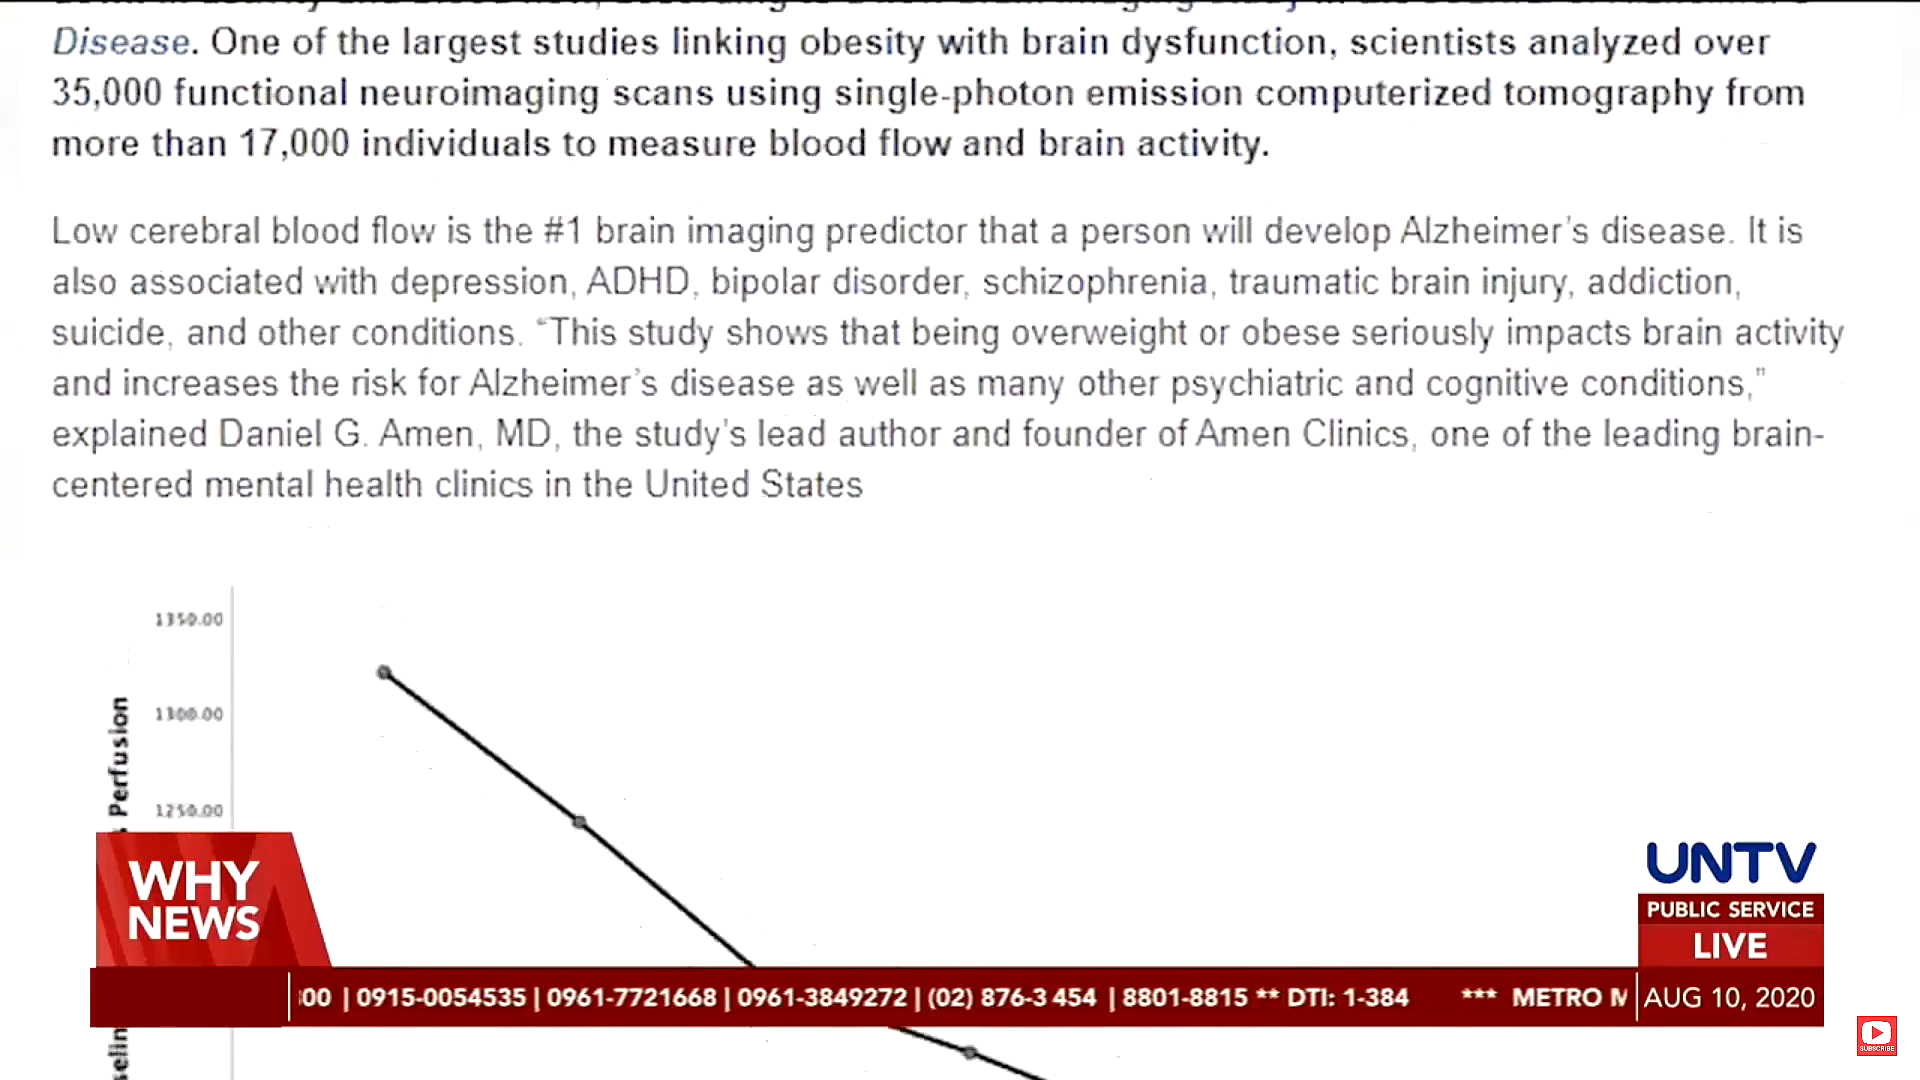 Disease. One of the largest studies linking obesity with brain dysfunction, scientists analyzed over
35,000 functional neuroimaging scans using single-photon emission computerized tomography from
more than 17,000 individuals to measure blood flow and brain activity.
Low cerebral blood flow is the #1 brain imaging predictor that a person will develop Alzheimer's disease. It is
also associated with depression, ADHD, bipolar disorder, schizophrenia, traumatic brain injury, addiction,
suicide, and other conditions. “This study shows that being overweight or obese seriously impacts brain activity
and increases the risk for Alzheimer's disease as well as many other psychiatric and cognitive conditions,”
explained Daniel G. Amen, MD, the study's lead author and founder of Amen Clinics, one of the leading brain-
centered mental health clinics in the United States
1350.00
1300.00
1250.00
Perfusion
WHY
NEWS
UNTV
PUBLIC SERVICE
LIVE
00 | 0915-0054535 | 0961-7721668 | 0961-3849272 | (02) 876-3 454 | 8801-8815 ** DTI: 1-384 *** METRO M
AUG 10, 2020
SUBSCRIBE